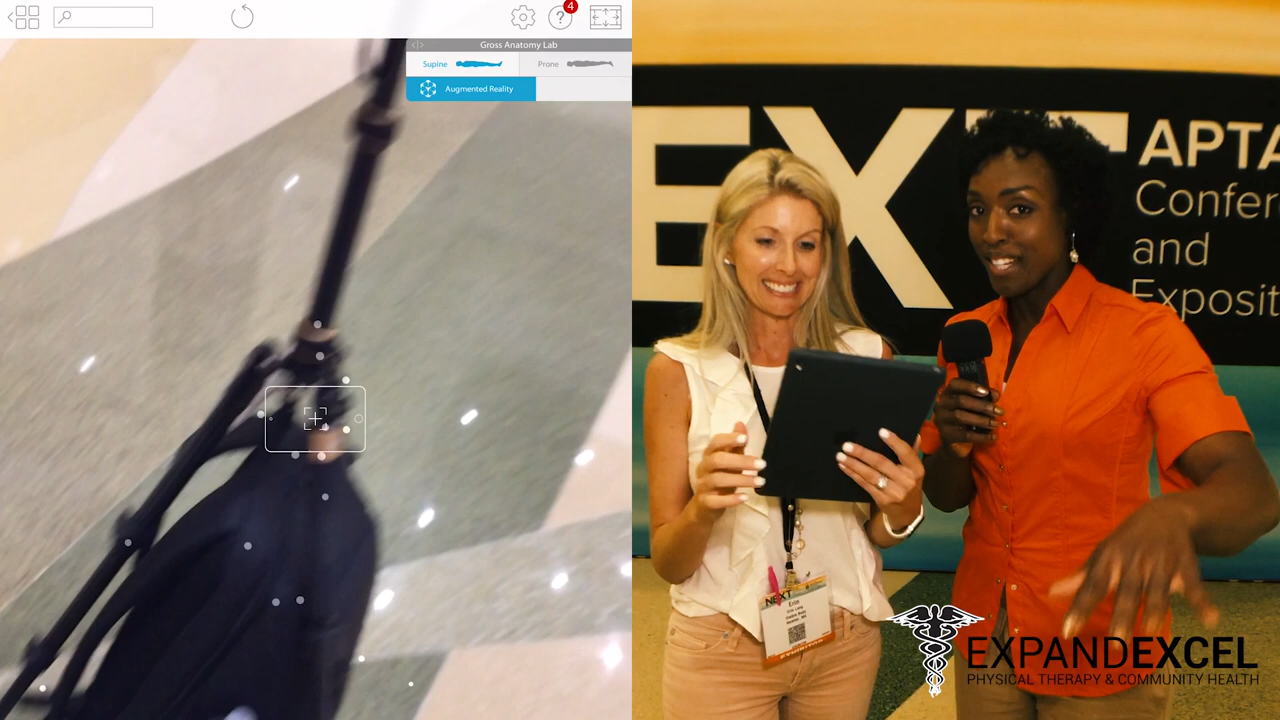 4
Gross Anatomy Lab
Supine
Prone
Augmented Reality
EXT
APTA
Confer
and
Exposit
NEXT
Erin
EXPANDEXCEL
PHYSICAL THERAPY & COMMUNITY HEALTH